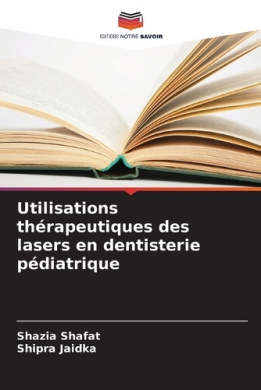 EDITIONS NOTRE SAVOIR
Utilisations
thérapeutiques des
lasers en dentisterie
pédiatrique
Shazia Shafat
Shipra Jaidka